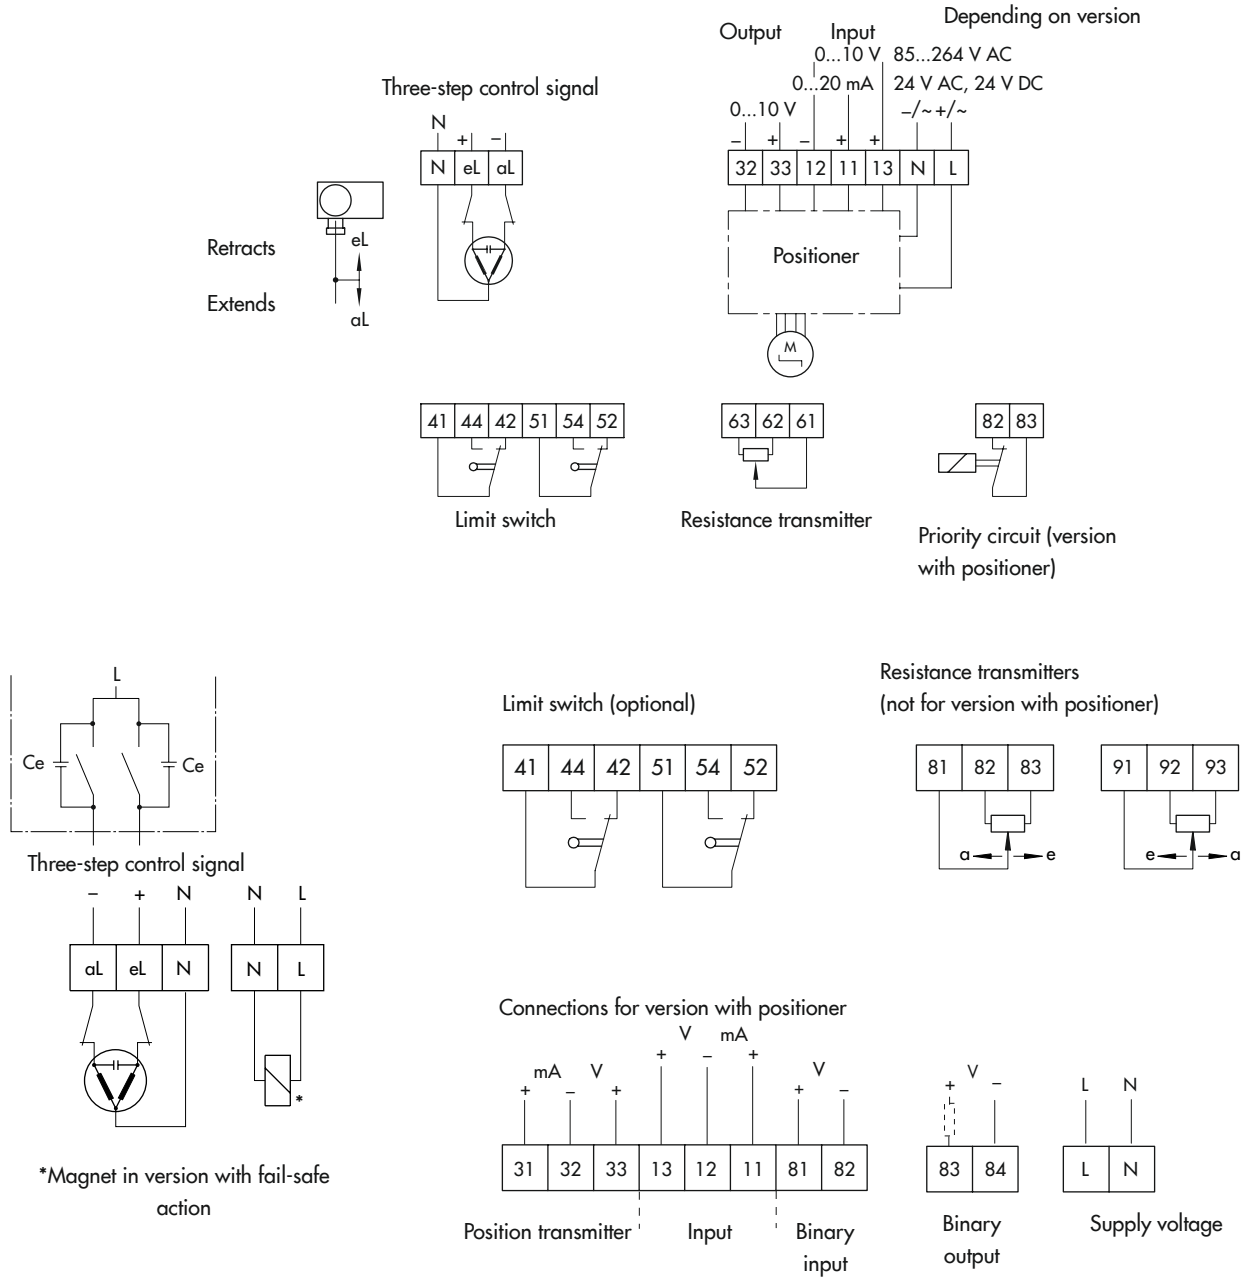 Depending on version
Output Input
0...10 V 85...264 V AC
Three-step control signal 0...20 mA 24 V AC, 24 V DC
0...10 V –/~ +/~
N + –
– + – + +
N eL aL
32 33 12 11 13 N L
Retracts eL
Positioner
Extends
aL
M
41 44 42 51 54 52
63 62 61
82 83
Limit switch
Resistance transmitter
Priority circuit (version
with positioner)
L
Ce Ce
Three-step control signal
– + N N L
aL eL N N L
*
*Magnet in version with fail-safe
action
Limit switch (optional)
41 44 42 51 54 52
Resistance transmitters
(not for version with positioner)
81 82 83 91 92 93
a e e a
Connections for version with positioner
V mA
+ – +
mA V
+ – +
V
+ –
V
+ –
L N
31 32 33 13 12 11 81 82
83 84
L N
Position transmitter Input Binary
input
Binary
output
Supply voltage